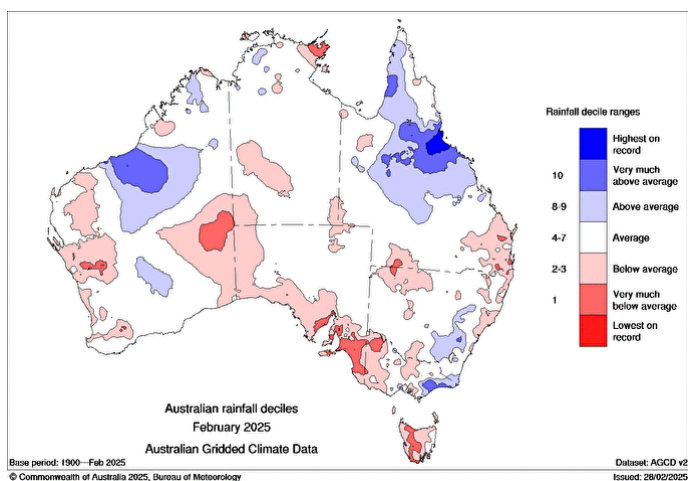 Rainfall decile ranges
Highest on
record
10
Very much
above average
8-9
Above average
4-7
Average
2-3
Below average
1
Very much
below average
Lowest on
record
Australian rainfall deciles
February 2025
Australian Gridded Climate Data
Base period: 1900—Feb 2025
Dataset: AGCD v2
© Commonwealth of Australia 2025, Bureau of Meteorology
Issued: 28/02/2025